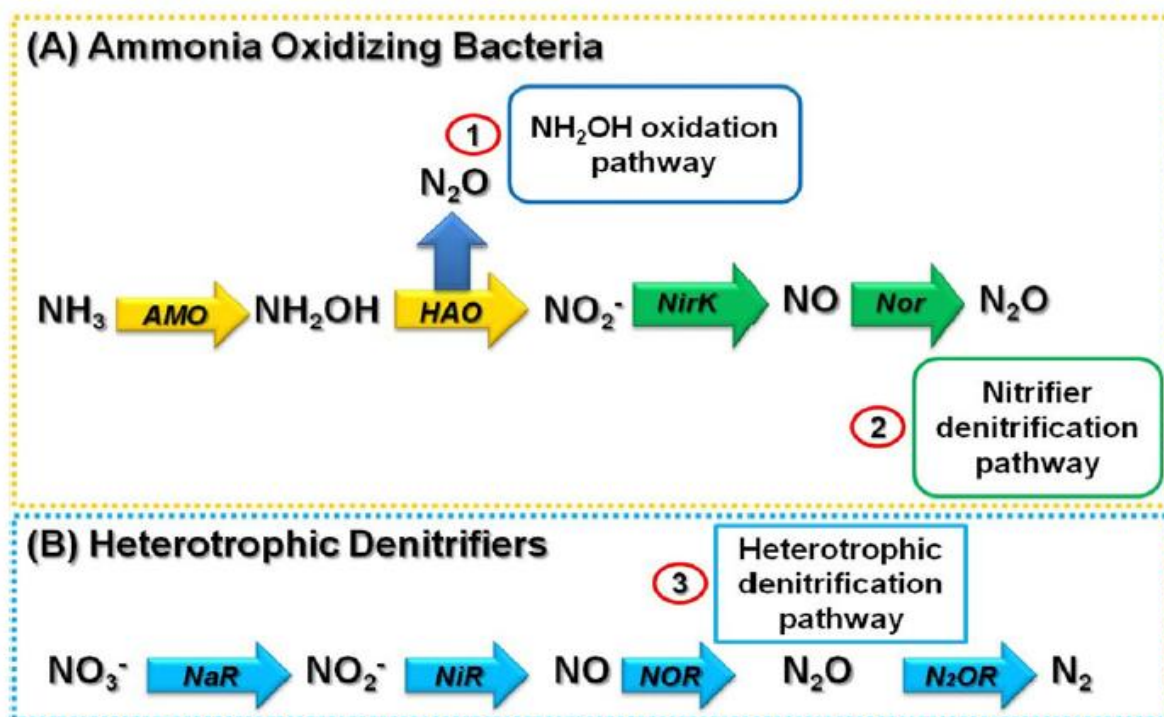 (A) Ammonia Oxidizing Bacteria
1
NH₂OH oxidation
pathway
N₂O
NH₃ AMO NH₂OH HAO NO₂⁻ NirK NO Nor N₂O
2
Nitrifier
denitrification
pathway
(B) Heterotrophic Denitrifiers
3
Heterotrophic
denitrification
pathway
NO₃⁻ NaR NO₂⁻ NiR NO NOR N₂O N₂OR N₂